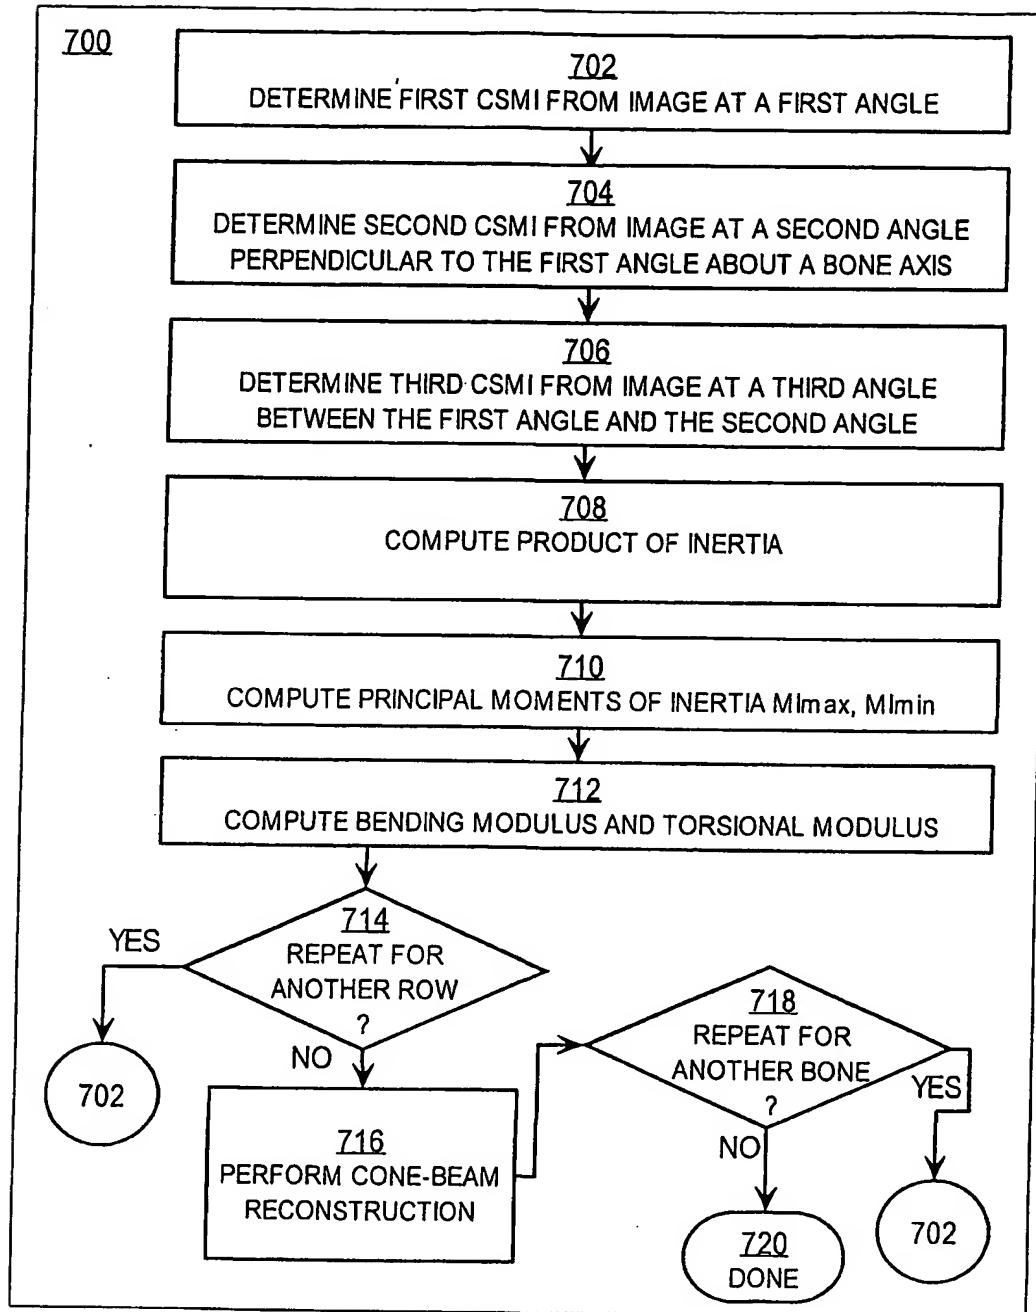 700
702
DETERMINE FIRST CSMI FROM IMAGE AT A FIRST ANGLE
704
DETERMINE SECOND CSMI FROM IMAGE AT A SECOND ANGLE
PERPENDICULAR TO THE FIRST ANGLE ABOUT A BONE AXIS
706
DETERMINE THIRD CSMI FROM IMAGE AT A THIRD ANGLE
BETWEEN THE FIRST ANGLE AND THE SECOND ANGLE
708
COMPUTE PRODUCT OF INERTIA
710
COMPUTE PRINCIPAL MOMENTS OF INERTIA MImax, MImin
712
COMPUTE BENDING MODULUS AND TORSIONAL MODULUS
714
REPEAT FOR
ANOTHER ROW
?
YES
NO
702
716
PERFORM CONE-BEAM
RECONSTRUCTION
718
REPEAT FOR
ANOTHER BONE
?
YES
NO
702
720
DONE